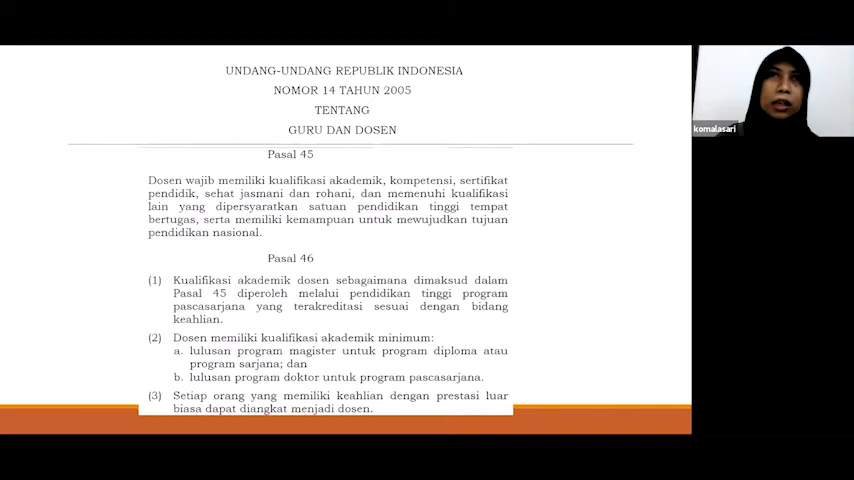 UNDANG-UNDANG REPUBLIK INDONESIA
NOMOR 14 TAHUN 2005
TENTANG
GURU DAN DOSEN
Pasal 45
Dosen wajib memiliki kualifikasi akademik, kompetensi, sertifikat
pendidik, sehat jasmani dan rohani, dan memenuhi kualifikasi
lain yang dipersyaratkan satuan pendidikan tinggi tempat
bertugas, serta memiliki kemampuan untuk mewujudkan tujuan
pendidikan nasional.
Pasal 46
(1) Kualifikasi akademik dosen sebagaimana dimaksud dalam
Pasal 45 diperoleh melalui pendidikan tinggi program
pascasarjana yang terakreditasi sesuai dengan bidang
keahlian.
(2) Dosen memiliki kualifikasi akademik minimum:
a. lulusan program magister untuk program diploma atau
program sarjana; dan
b. lulusan program doktor untuk program pascasarjana.
(3) Setiap orang yang memiliki keahlian dengan prestasi luar
biasa dapat diangkat menjadi dosen.
komalasari